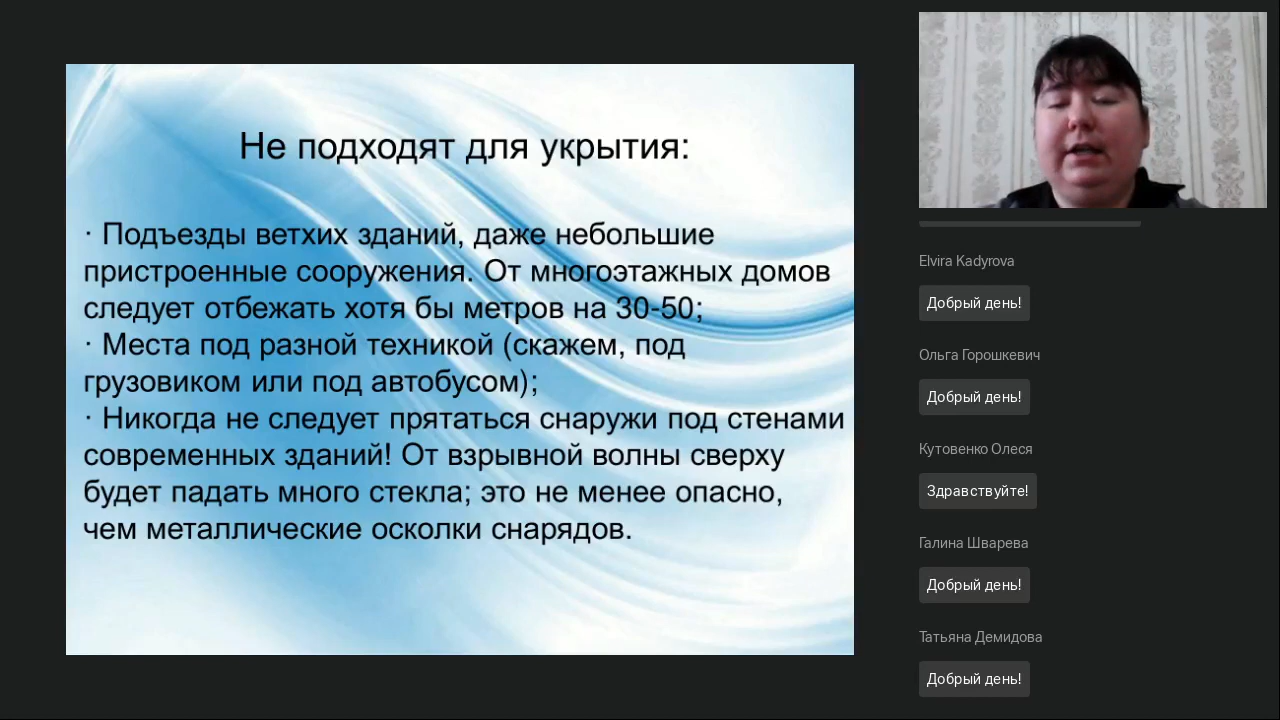 Не подходят для укрытия:
· Подъезды ветхих зданий, даже небольшие
пристроенные сооружения. От многоэтажных домов
следует отбежать хотя бы метров на 30-50;
· Места под разной техникой (скажем, под
грузовиком или под автобусом);
· Никогда не следует прятаться снаружи под стенами
современных зданий! От взрывной волны сверху
будет падать много стекла; это не менее опасно,
чем металлические осколки снарядов.
Elvira Kadyrova
Добрый день!
Ольга Горошкевич
Добрый день!
Кутовенко Олеся
Здравствуйте!
Галина Шварева
Добрый день!
Татьяна Демидова
Добрый день!